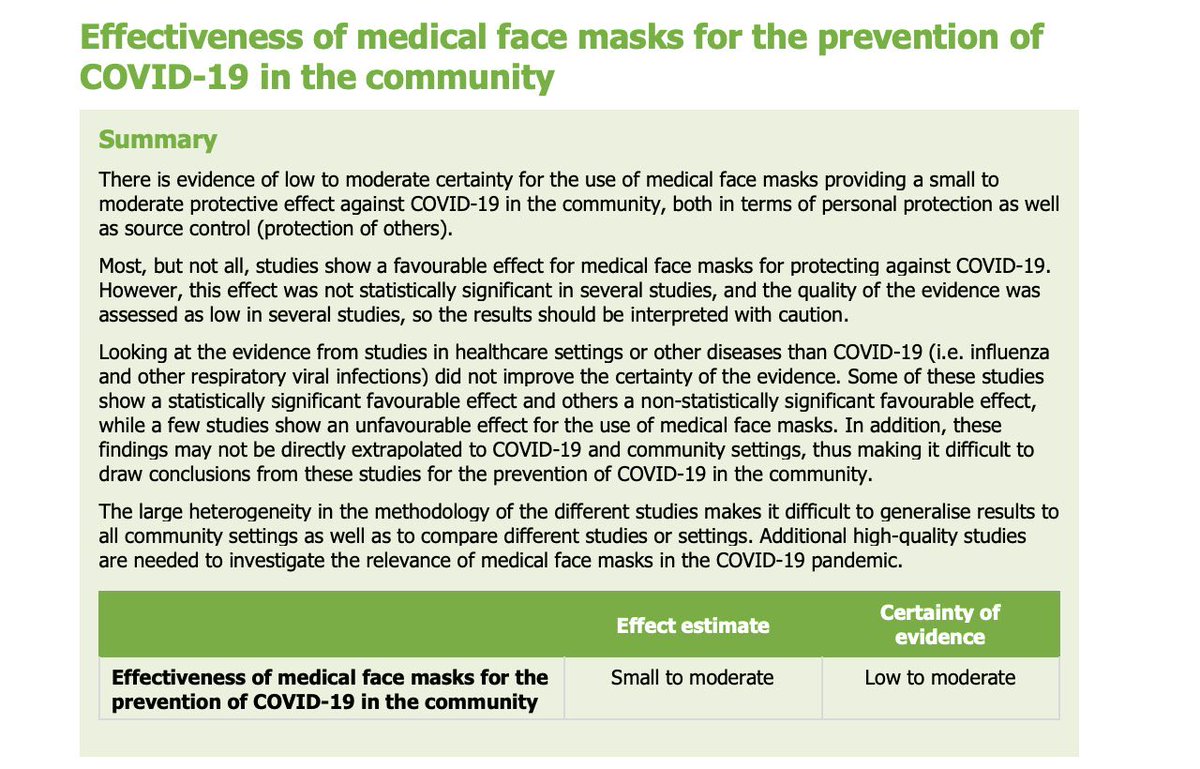 Effectiveness of medical face masks for the prevention of
COVID-19 in the community
Summary
There is evidence of low to moderate certainty for the use of medical face masks providing a small to
moderate protective effect against COVID-19 in the community, both in terms of personal protection as well
as source control (protection of others).
Most, but not all, studies show a favourable effect for medical face masks for protecting against COVID-19.
However, this effect was not statistically significant in several studies, and the quality of the evidence was
assessed as low in several studies, so the results should be interpreted with caution.
Looking at the evidence from studies in healthcare settings or other diseases than COVID-19 (i.e. influenza
and other respiratory viral infections) did not improve the certainty of the evidence. Some of these studies
show a statistically significant favourable effect and others a non-statistically significant favourable effect,
while a few studies show an unfavourable effect for the use of medical face masks. In addition, these
findings may not be directly extrapolated to COVID-19 and community settings, thus making it difficult to
draw conclusions from these studies for the prevention of COVID-19 in the community.
The large heterogeneity in the methodology of the different studies makes it difficult to generalise results to
all community settings as well as to compare different studies or settings. Additional high-quality studies
are needed to investigate the relevance of medical face masks in the COVID-19 pandemic.
Effect estimate
Certainty of
evidence
Effectiveness of medical face masks for the
prevention of COVID-19 in the community
Small to moderate
Low to moderate